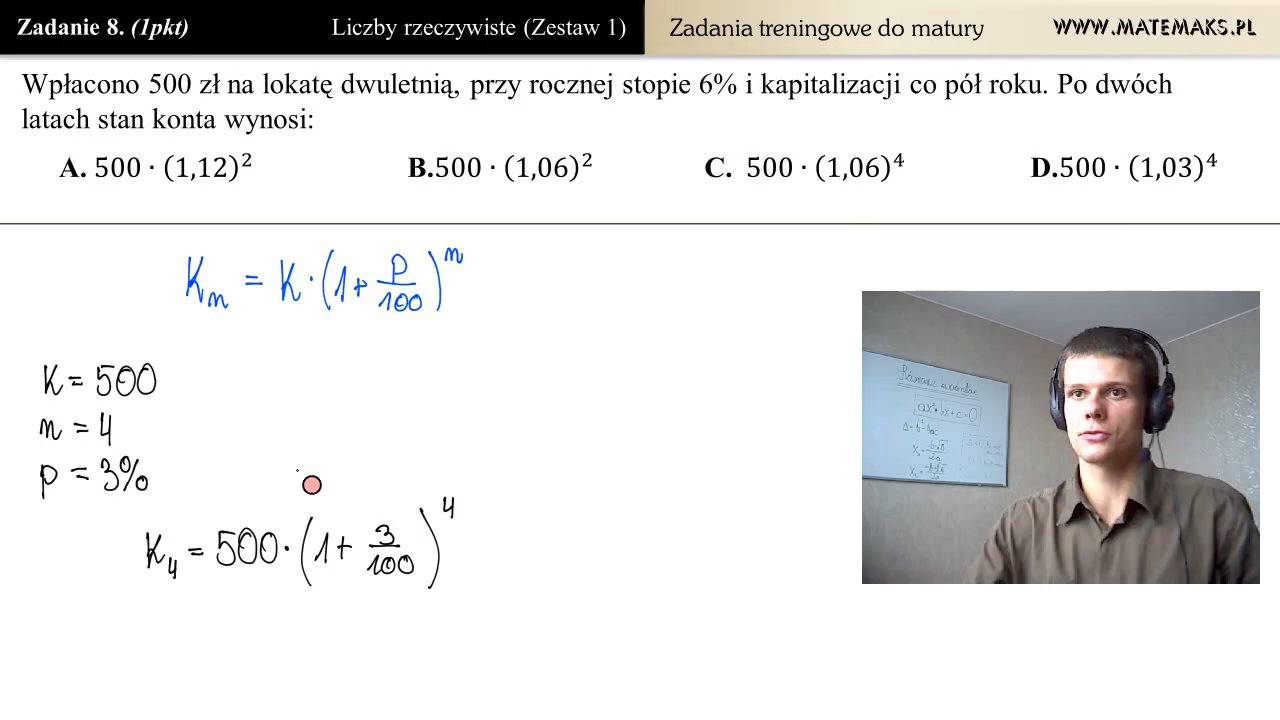 Zadanie 8. (1pkt) Liczby rzeczywiste (Zestaw 1) Zadania treningowe do matury WWW.MATEMAKS.PL
Wpłacono 500 zł na lokatę dwuletnią, przy rocznej stopie 6% i kapitalizacji co pół roku. Po dwóch
latach stan konta wynosi:
A. 500 · (1,12)² B. 500 · (1,06)² C. 500 · (1,06)⁴ D. 500 · (1,03)⁴
Kₙ = K · (1 + p/100)ⁿ
K = 500
n = 4
p = 3%
K₄ = 500 · (1 + 3/100)⁴
ax² + bx + c = 0